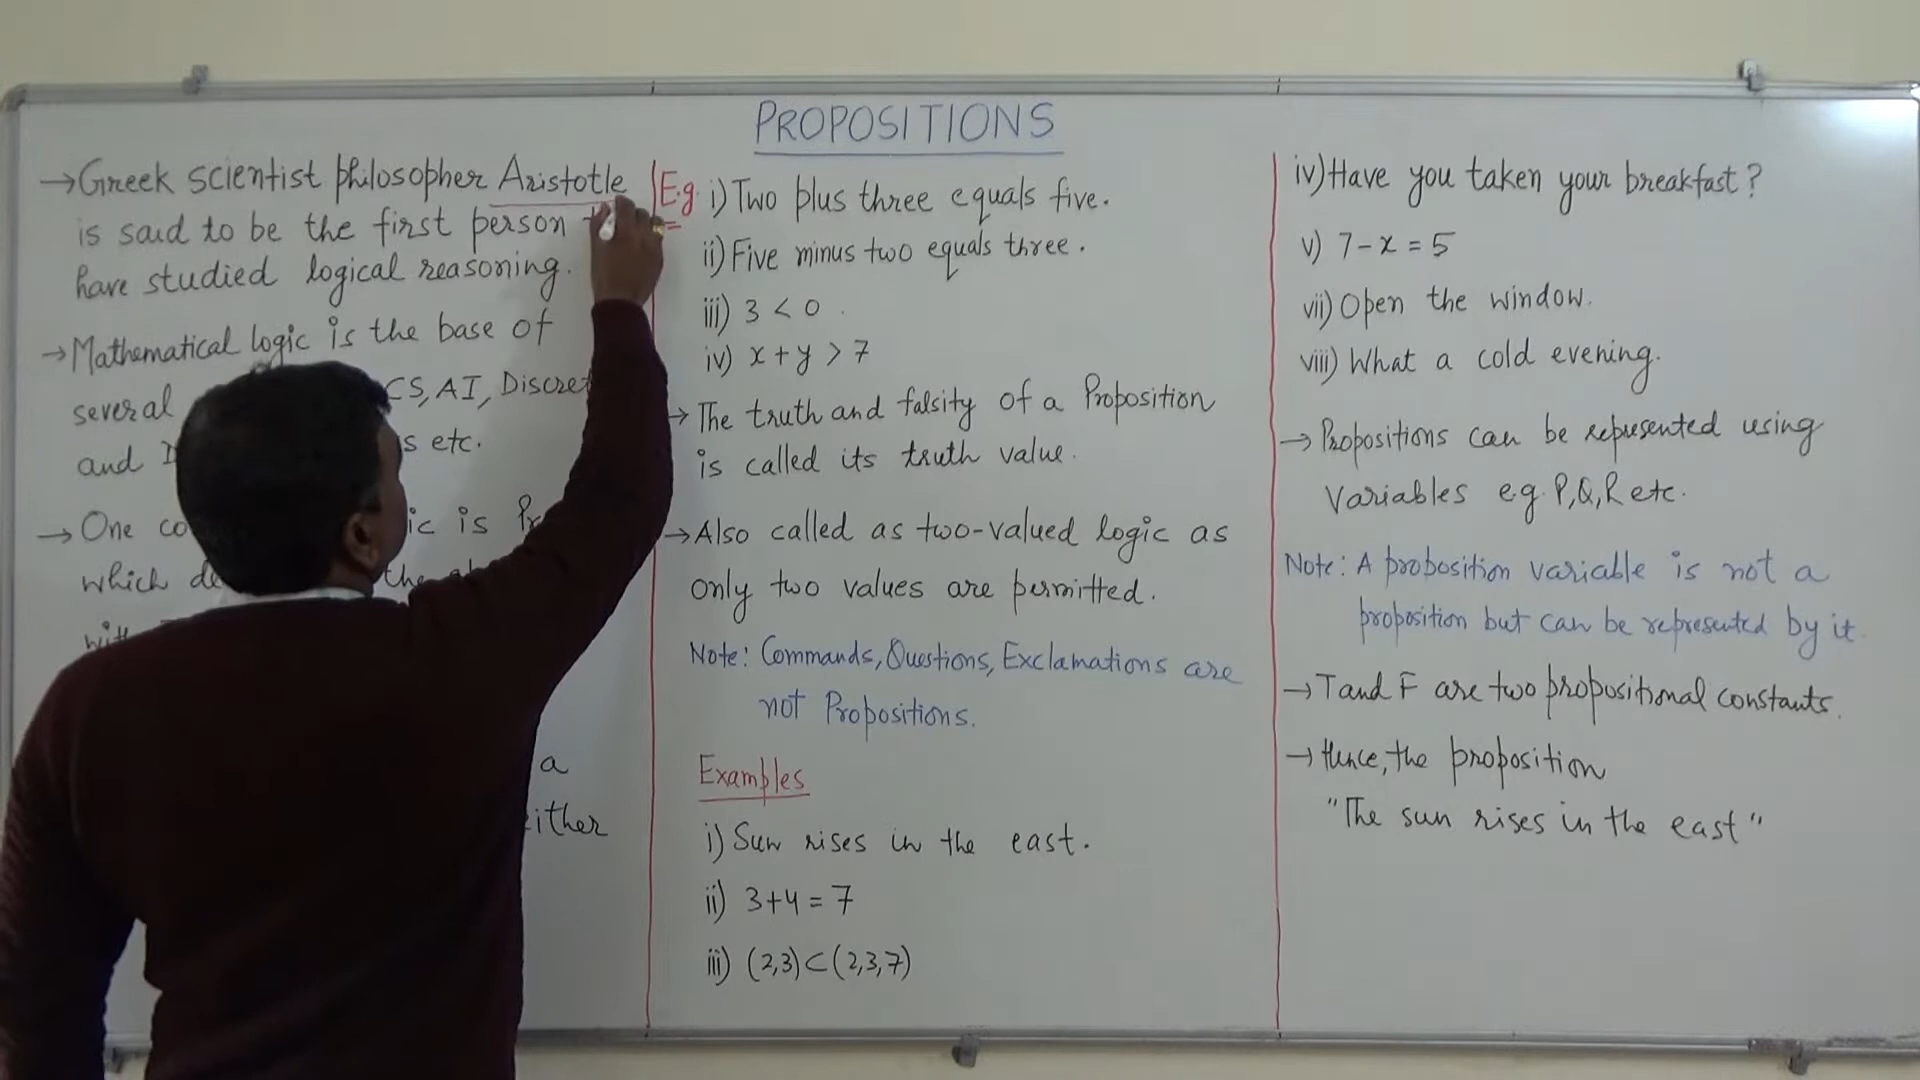 PROPOSITIONS
→ Greek scientist philosopher Aristotle
is said to be the first person
have studied logical reasoning.
→ Mathematical logic is the base of
several CS, AI, Discret
and etc.
→ One is
which the
a
either
E.g. i) Two plus three equals five.
ii) Five minus two equals three.
iii) 3 < 0
iv) x + y > 7
→ The truth and falsity of a Proposition
is called its truth value.
→ Also called as two-valued logic as
only two values are permitted.
Note: Commands, Questions, Exclamations are
not Propositions.
Examples
i) Sun rises in the east.
ii) 3+4 = 7
iii) (2,3) ⊂ (2,3,7)
iv) Have you taken your breakfast?
v) 7 - x = 5
vii) Open the window.
viii) What a cold evening.
→ Propositions can be represented using
Variables e.g. P,Q,R etc.
Note: A proposition variable is not a
proposition but can be represented by it.
→ T and F are two propositional constants.
→ Hence, the proposition
"The sun rises in the east"